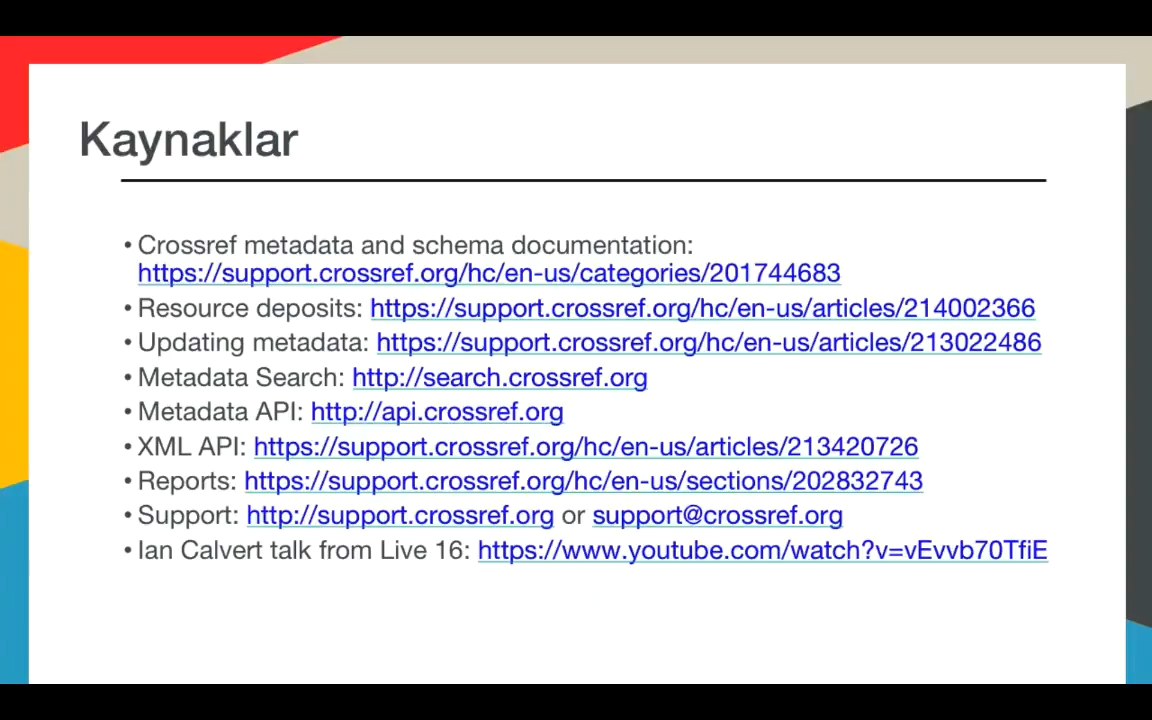 Kaynaklar
• Crossref metadata and schema documentation:
https://support.crossref.org/hc/en-us/categories/201744683
• Resource deposits: https://support.crossref.org/hc/en-us/articles/214002366
• Updating metadata: https://support.crossref.org/hc/en-us/articles/213022486
• Metadata Search: http://search.crossref.org
• Metadata API: http://api.crossref.org
• XML API: https://support.crossref.org/hc/en-us/articles/213420726
• Reports: https://support.crossref.org/hc/en-us/sections/202832743
• Support: http://support.crossref.org or support@crossref.org
• Ian Calvert talk from Live 16: https://www.youtube.com/watch?v=vEvvb70TfiE